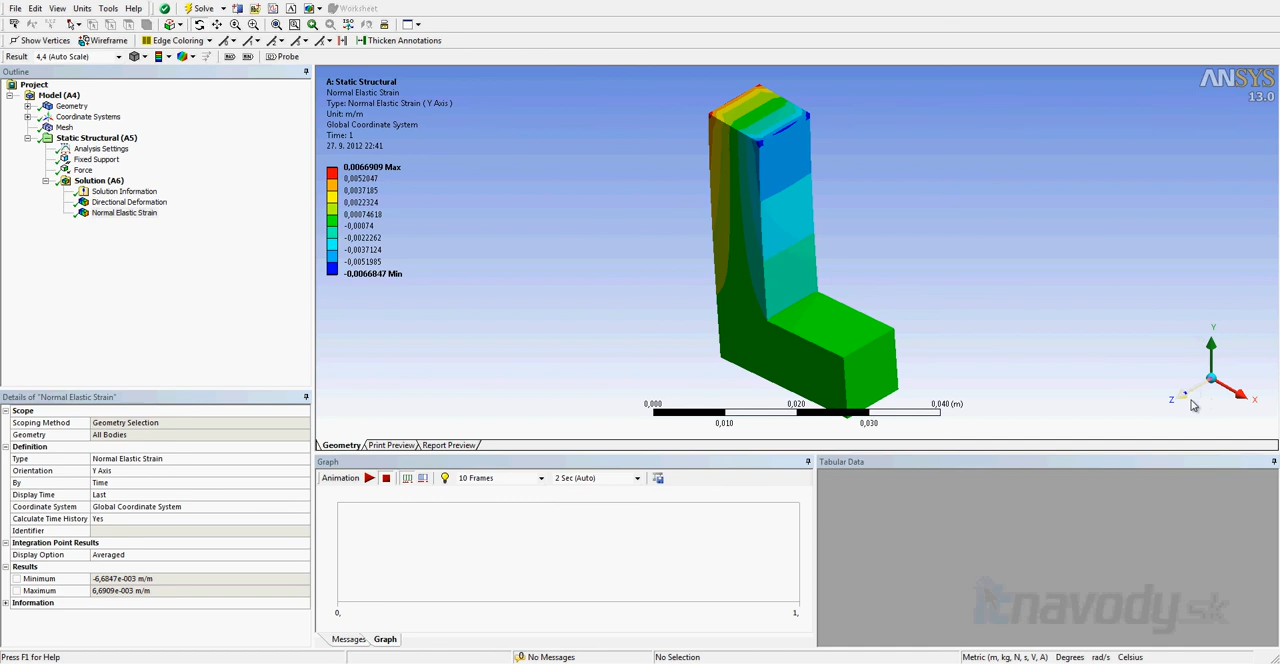 File Edit View Units Tools Help Solve Worksheet
Show Vertices Wireframe Edge Coloring Thicken Annotations
Result 4,4 (Auto Scale) Probe
Outline
Project
Model (A4)
Geometry
Coordinate Systems
Mesh
Static Structural (A5)
Analysis Settings
Fixed Support
Force
Solution (A6)
Solution Information
Directional Deformation
Normal Elastic Strain
A: Static Structural
Normal Elastic Strain
Type: Normal Elastic Strain ( Y Axis )
Unit: m/m
Global Coordinate System
Time: 1
27. 9. 2012 22:41
0,0066909 Max
0,0052047
0,0037185
0,0022324
0,00074618
-0,00074
-0,0022262
-0,0037124
-0,0051985
-0,0066847 Min
ANSYS
13.0
Y
Z
X
0,000 0,020 0,040 (m)
0,010 0,030
Geometry Print Preview Report Preview
Details of "Normal Elastic Strain"
Scope
Scoping Method Geometry Selection
Geometry All Bodies
Definition
Type Normal Elastic Strain
Orientation Y Axis
By Time
Display Time Last
Coordinate System Global Coordinate System
Calculate Time History Yes
Identifier
Integration Point Results
Display Option Averaged
Results
Minimum -6,6847e-003 m/m
Maximum 6,6909e-003 m/m
Information
Graph
Animation 10 Frames 2 Sec (Auto)
0, 1,
Messages Graph
Tabular Data
itnavody.sk
Press F1 for Help No Messages No Selection Metric (m, kg, N, s, V, A) Degrees rad/s Celsius